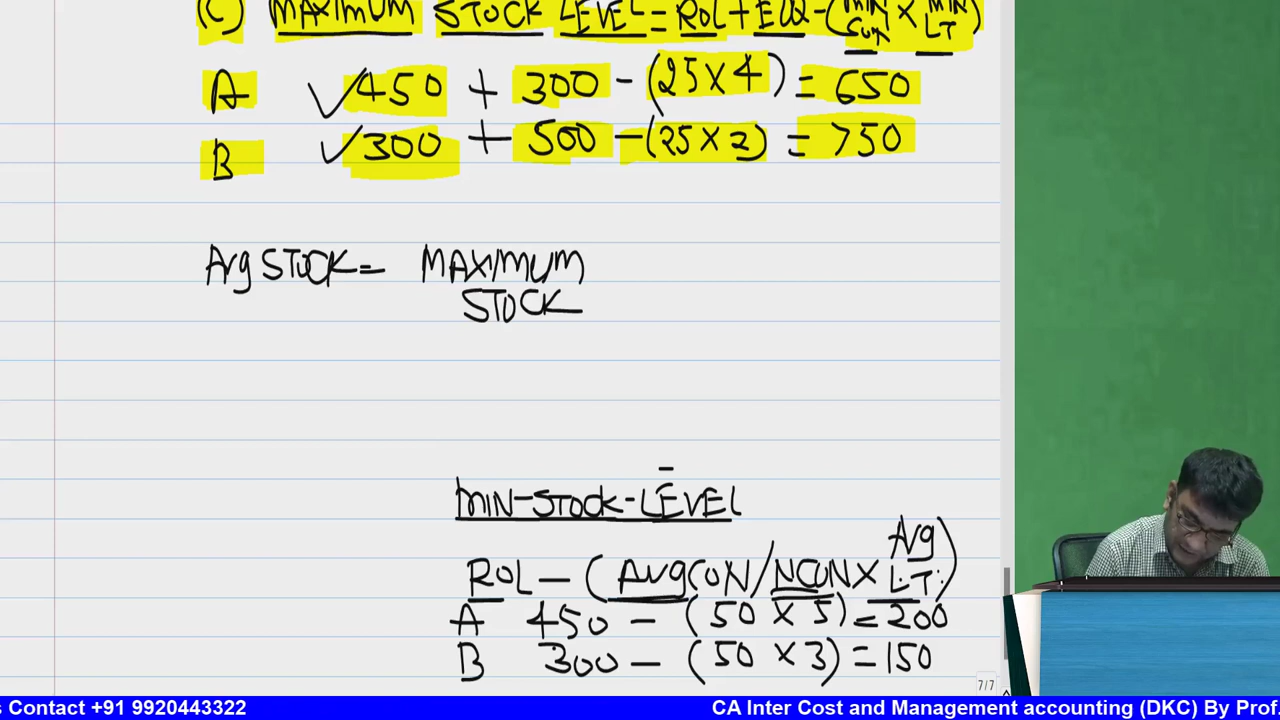 (C) MAXIMUM STOCK LEVEL = ROL + EOQ - (MIN CON X MIN LT)
A ✓450 + 300 - (25 X 4) = 650
B ✓300 + 500 - (25 X 2) = 750
Avg STOCK = MAXIMUM
STOCK
MIN-STOCK-LEVEL
ROL - (AvgCON/NCON X Avg L.T.)
A 450 - (50 X 5) = 200
B 300 - (50 X 3) = 150
7/7
s Contact +91 9920443322 CA Inter Cost and Management accounting (DKC) By Prof.